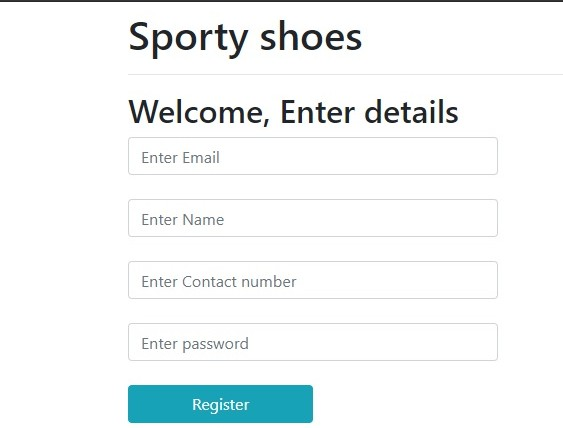 Sporty shoes
Welcome, Enter details
Enter Email
Enter Name
Enter Contact number
Enter password
Register